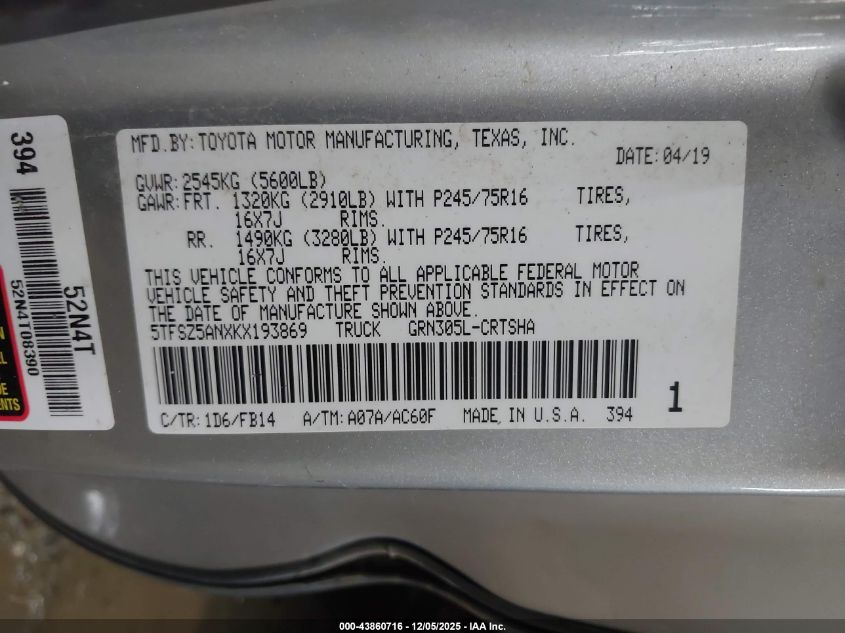 MFD.BY: TOYOTA MOTOR MANUFACTURING, TEXAS, INC.
DATE: 04/19
GVWR: 2545KG (5600LB)
GAWR: FRT. 1320KG (2910LB) WITH P245/75R16 TIRES,
16X7J RIMS.
RR. 1490KG (3280LB) WITH P245/75R16 TIRES,
16X7J RIMS.
THIS VEHICLE CONFORMS TO ALL APPLICABLE FEDERAL MOTOR
VEHICLE SAFETY AND THEFT PREVENTION STANDARDS IN EFFECT ON
THE DATE OF MANUFACTURE SHOWN ABOVE.
5TFSZ5ANXKX193869 TRUCK GRN305L-CRTSHA
1
C/TR: 1D6/FB14 A/TM: A07A/AC60F MADE IN U.S.A. 394
394
52N4T
52N4T08390
000-43860716 - 12/05/2025 - IAA Inc.